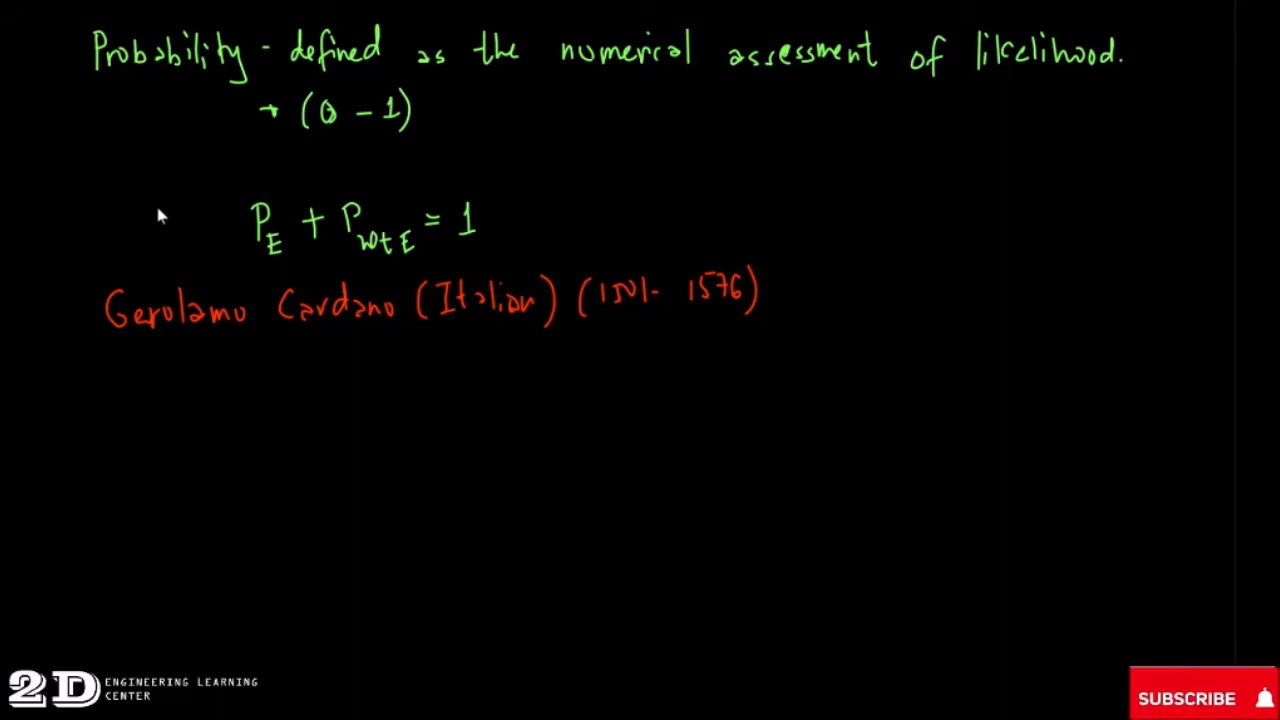 Probability - defined as the numerical assessment of likelihood.
→ (0 - 1)
P_E + P_not E = 1
Gerolamo Cardano (Italian) (1501- 1576)
2D ENGINEERING LEARNING
CENTER
SUBSCRIBE